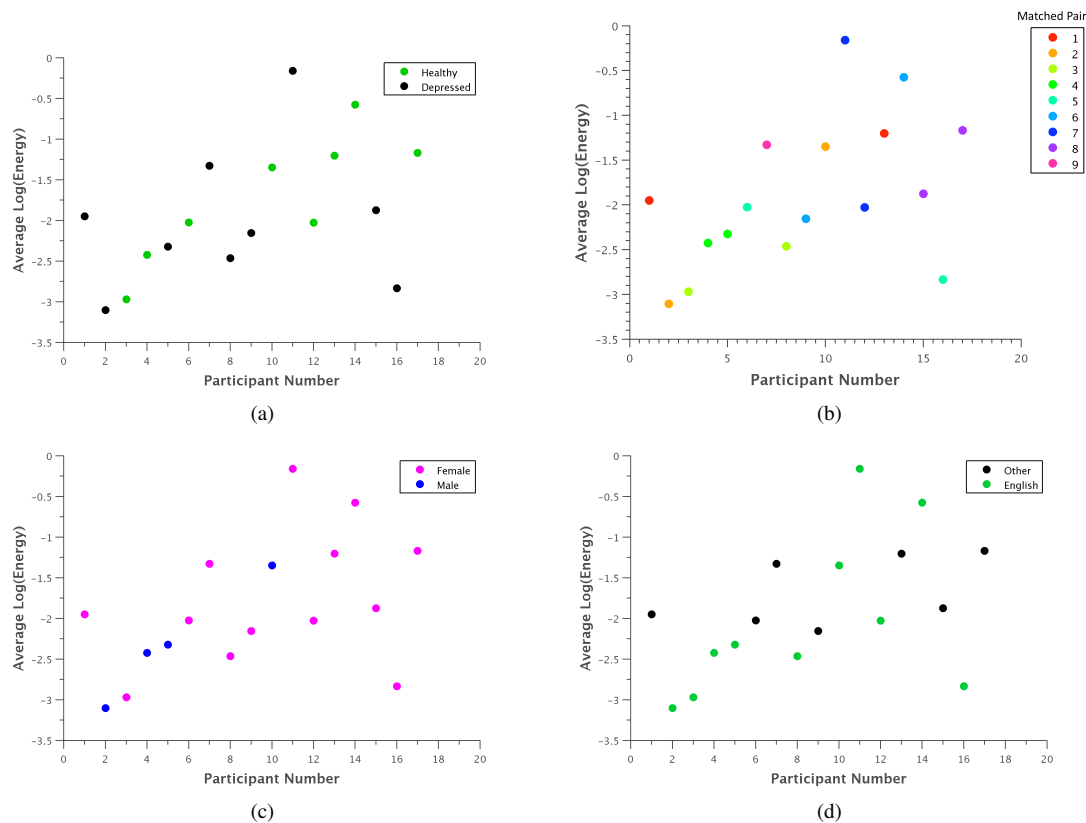 0
-0.5
-1
-1.5
-2
-2.5
-3
-3.5
Average Log(Energy)
Healthy
Depressed
0 2 4 6 8 10 12 14 16 18 20
Participant Number
(a)
Matched Pair
1
2
3
4
5
6
7
8
9
0
-0.5
-1
-1.5
-2
-2.5
-3
-3.5
Average Log(Energy)
0 5 10 15 20
Participant Number
(b)
0
-0.5
-1
-1.5
-2
-2.5
-3
-3.5
Average Log(Energy)
Female
Male
0 2 4 6 8 10 12 14 16 18 20
Participant Number
(c)
0
-0.5
-1
-1.5
-2
-2.5
-3
-3.5
Average Log(Energy)
Other
English
0 2 4 6 8 10 12 14 16 18 20
Participant Number
(d)